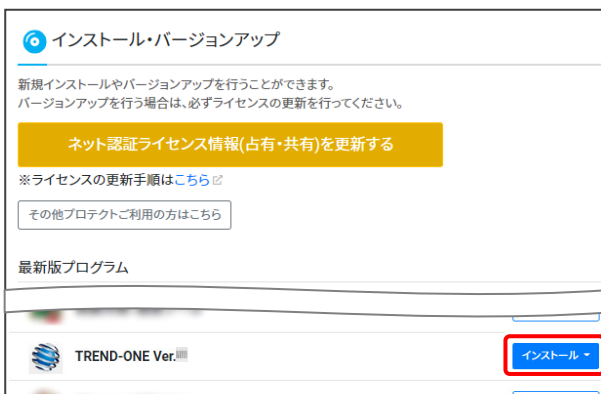 インストール・バージョンアップ
新規インストールやバージョンアップを行うことができます。
バージョンアップを行う場合は、必ずライセンスの更新を行ってください。
ネット認証ライセンス情報(占有・共有)を更新する
※ライセンスの更新手順はこちら
その他プロテクトご利用の方はこちら
最新版プログラム
TREND-ONE Ver.
インストール